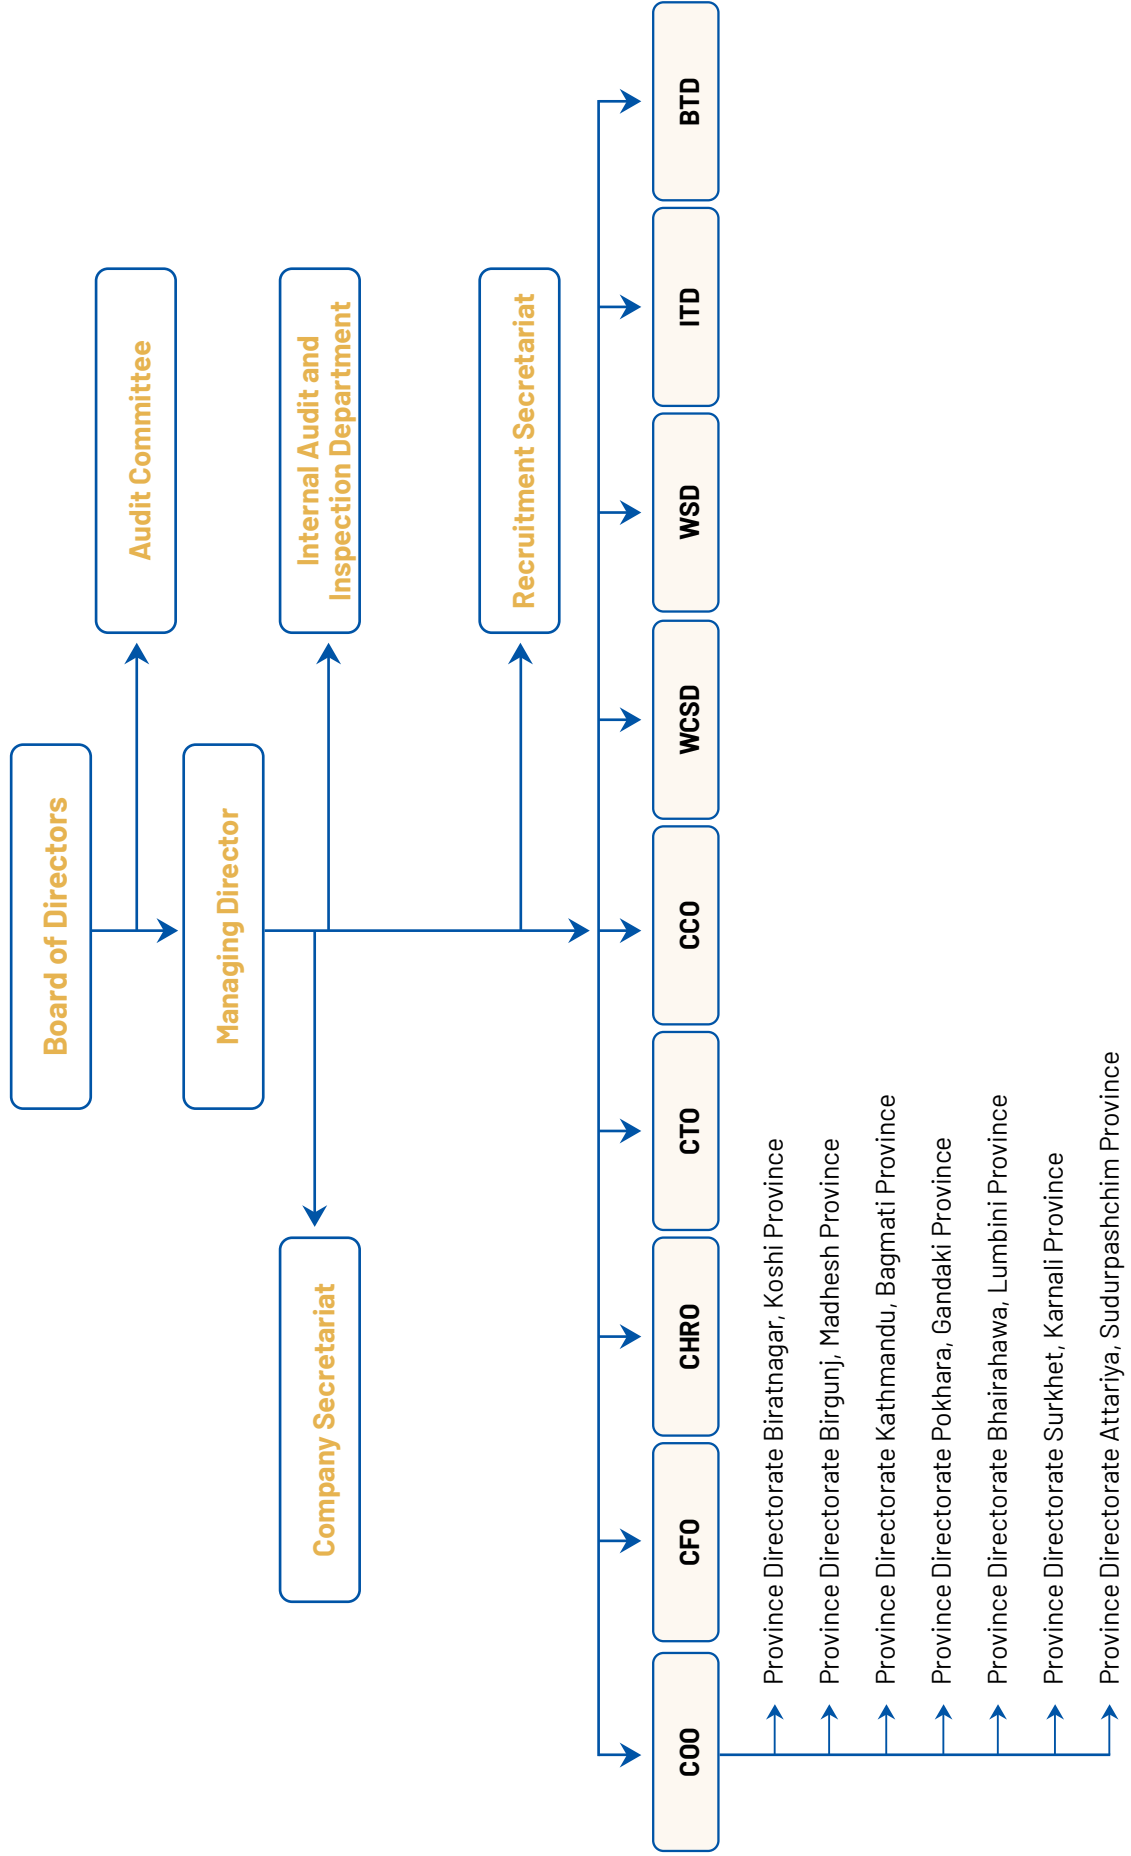 Board of Directors
Audit Committee
Managing Director
Company Secretariat
Internal Audit and
Inspection Department
Recruitment Secretariat
COO
CFO
CHRO
CTO
CCO
WCSD
WSD
ITD
BTD
Province Directorate Biratnagar, Koshi Province
Province Directorate Birgunj, Madhesh Province
Province Directorate Kathmandu, Bagmati Province
Province Directorate Pokhara, Gandaki Province
Province Directorate Bhairahawa, Lumbini Province
Province Directorate Surkhet, Karnali Province
Province Directorate Attariya, Sudurpashchim Province